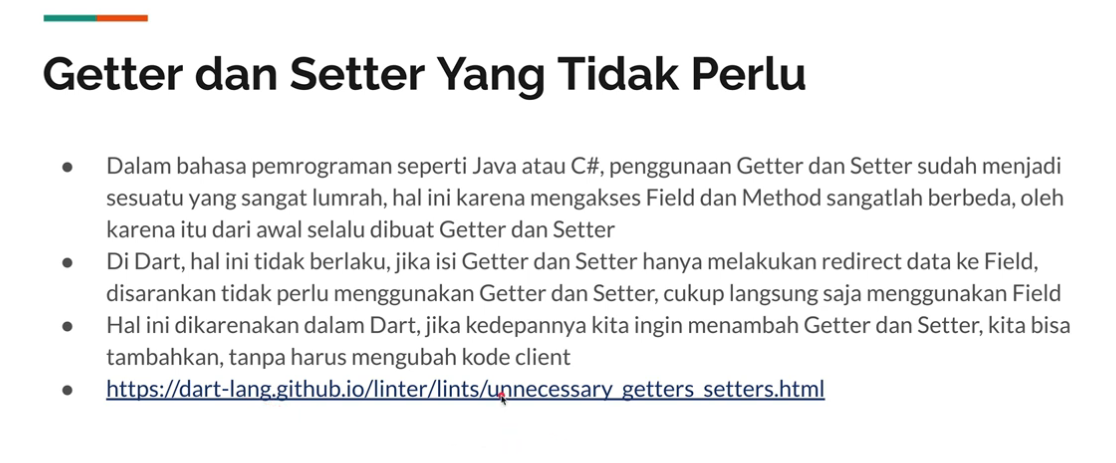 Getter dan Setter Yang Tidak Perlu
● Dalam bahasa pemrograman seperti Java atau C#, penggunaan Getter dan Setter sudah menjadi
sesuatu yang sangat lumrah, hal ini karena mengakses Field dan Method sangatlah berbeda, oleh
karena itu dari awal selalu dibuat Getter dan Setter
● Di Dart, hal ini tidak berlaku, jika isi Getter dan Setter hanya melakukan redirect data ke Field,
disarankan tidak perlu menggunakan Getter dan Setter, cukup langsung saja menggunakan Field
● Hal ini dikarenakan dalam Dart, jika kedepannya kita ingin menambah Getter dan Setter, kita bisa
tambahkan, tanpa harus mengubah kode client
● https://dart-lang.github.io/linter/lints/unnecessary_getters_setters.html